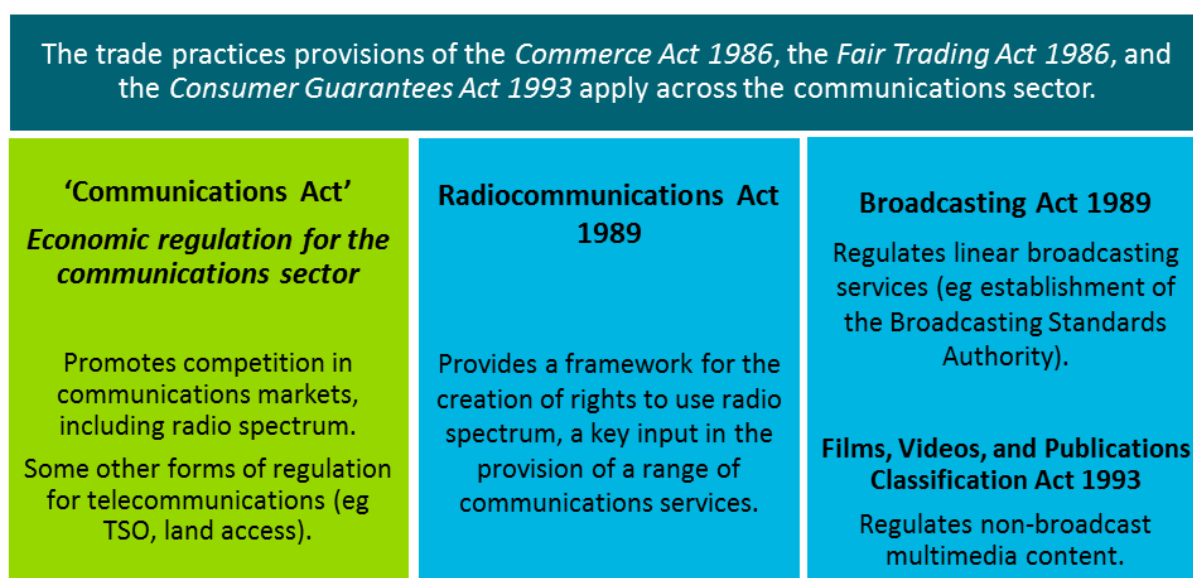 The trade practices provisions of the Commerce Act 1986, the Fair Trading Act 1986, and
the Consumer Guarantees Act 1993 apply across the communications sector.
‘Communications Act’
Economic regulation for the
communications sector
Promotes competition in
communications markets,
including radio spectrum.
Some other forms of regulation
for telecommunications (eg
TSO, land access).
Radiocommunications Act
1989
Provides a framework for the
creation of rights to use radio
spectrum, a key input in the
provision of a range of
communications services.
Broadcasting Act 1989
Regulates linear broadcasting
services (eg establishment of
the Broadcasting Standards
Authority).
Films, Videos, and Publications
Classification Act 1993
Regulates non-broadcast
multimedia content.